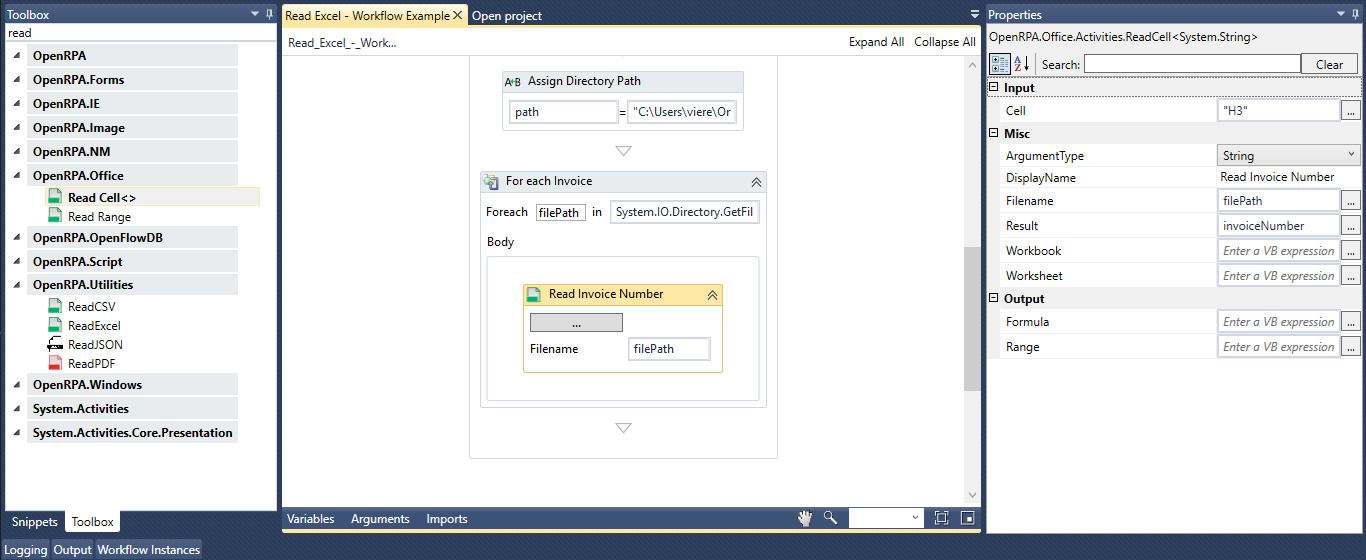 Toolbox
read
OpenRPA
OpenRPA.Forms
OpenRPA.IE
OpenRPA.Image
OpenRPA.NM
OpenRPA.Office
Read Cell<>
Read Range
OpenRPA.OpenFlowDB
OpenRPA.Script
OpenRPA.Utilities
ReadCSV
ReadExcel
ReadJSON
ReadPDF
OpenRPA.Windows
System.Activities
System.Activities.Core.Presentation
Snippets Toolbox
Logging Output Workflow Instances
Read Excel - Workflow Example Open project
Read_Excel_-_Work... Expand All Collapse All
A+B Assign Directory Path
path = "C:\Users\viere\Or
For each Invoice
Foreach filePath in System.IO.Directory.GetFil
Body
Read Invoice Number
...
Filename filePath
Variables Arguments Imports
Properties
OpenRPA.Office.Activities.ReadCell<System.String>
A Z Search: Clear
Input
Cell "H3" ...
Misc
ArgumentType String
DisplayName Read Invoice Number
Filename filePath ...
Result invoiceNumber ...
Workbook Enter a VB expression ...
Worksheet Enter a VB expression ...
Output
Formula Enter a VB expression ...
Range Enter a VB expression ...